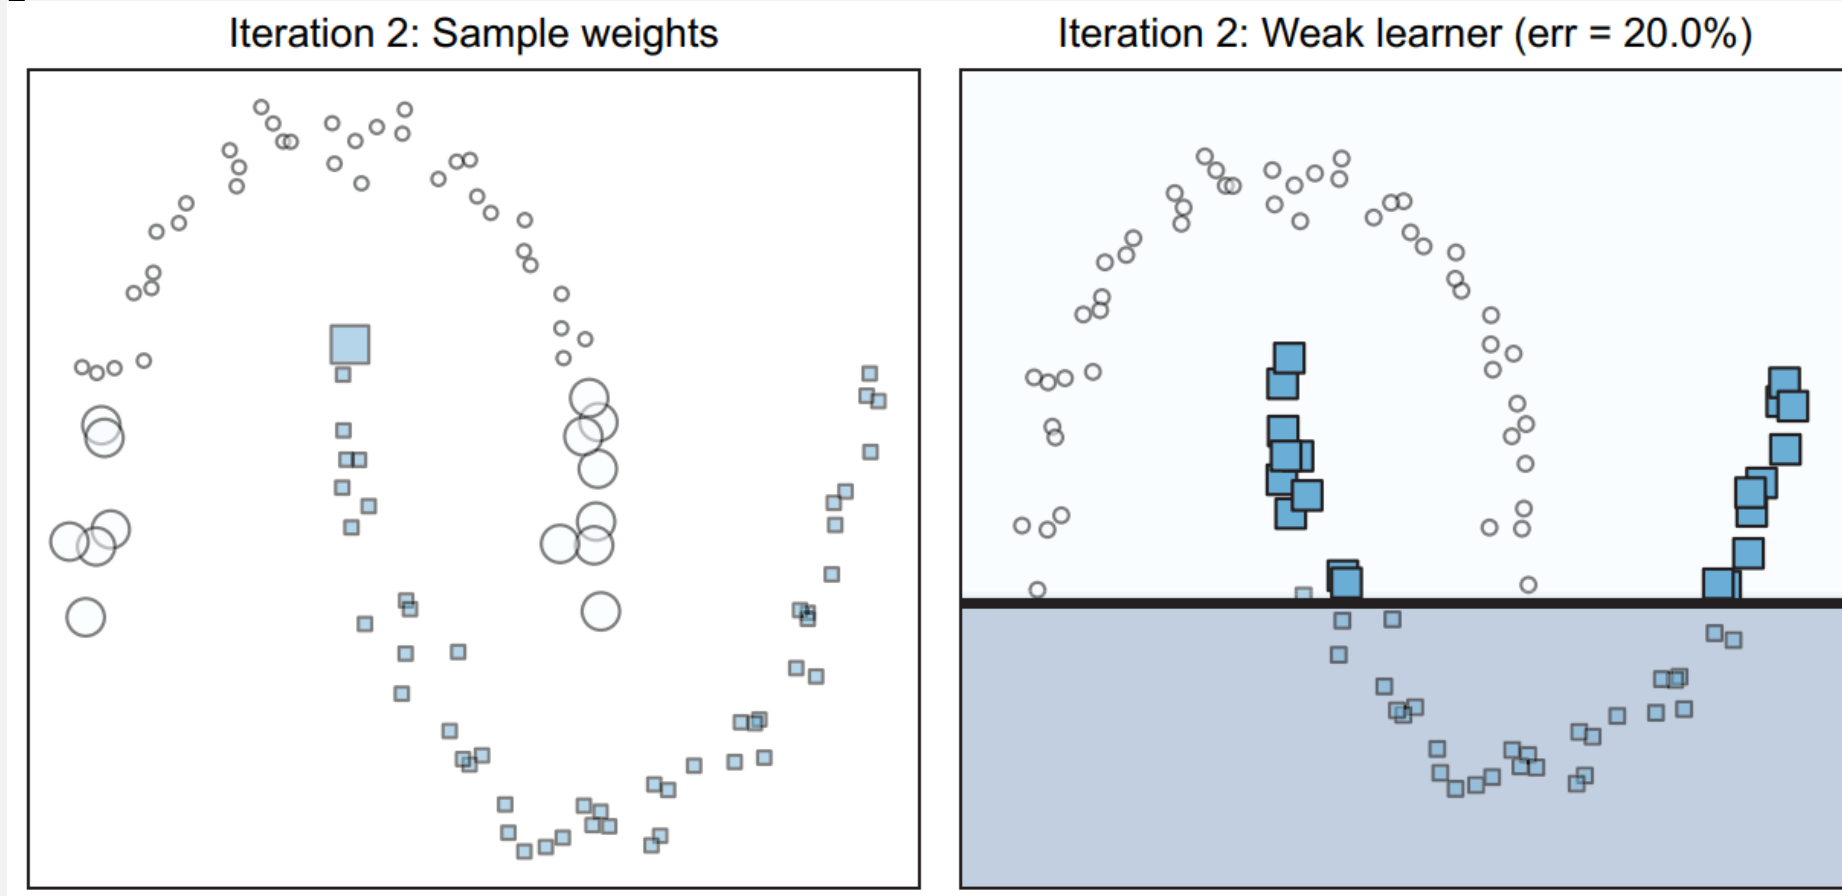 Iteration 2: Sample weights
Iteration 2: Weak learner (err = 20.0%)